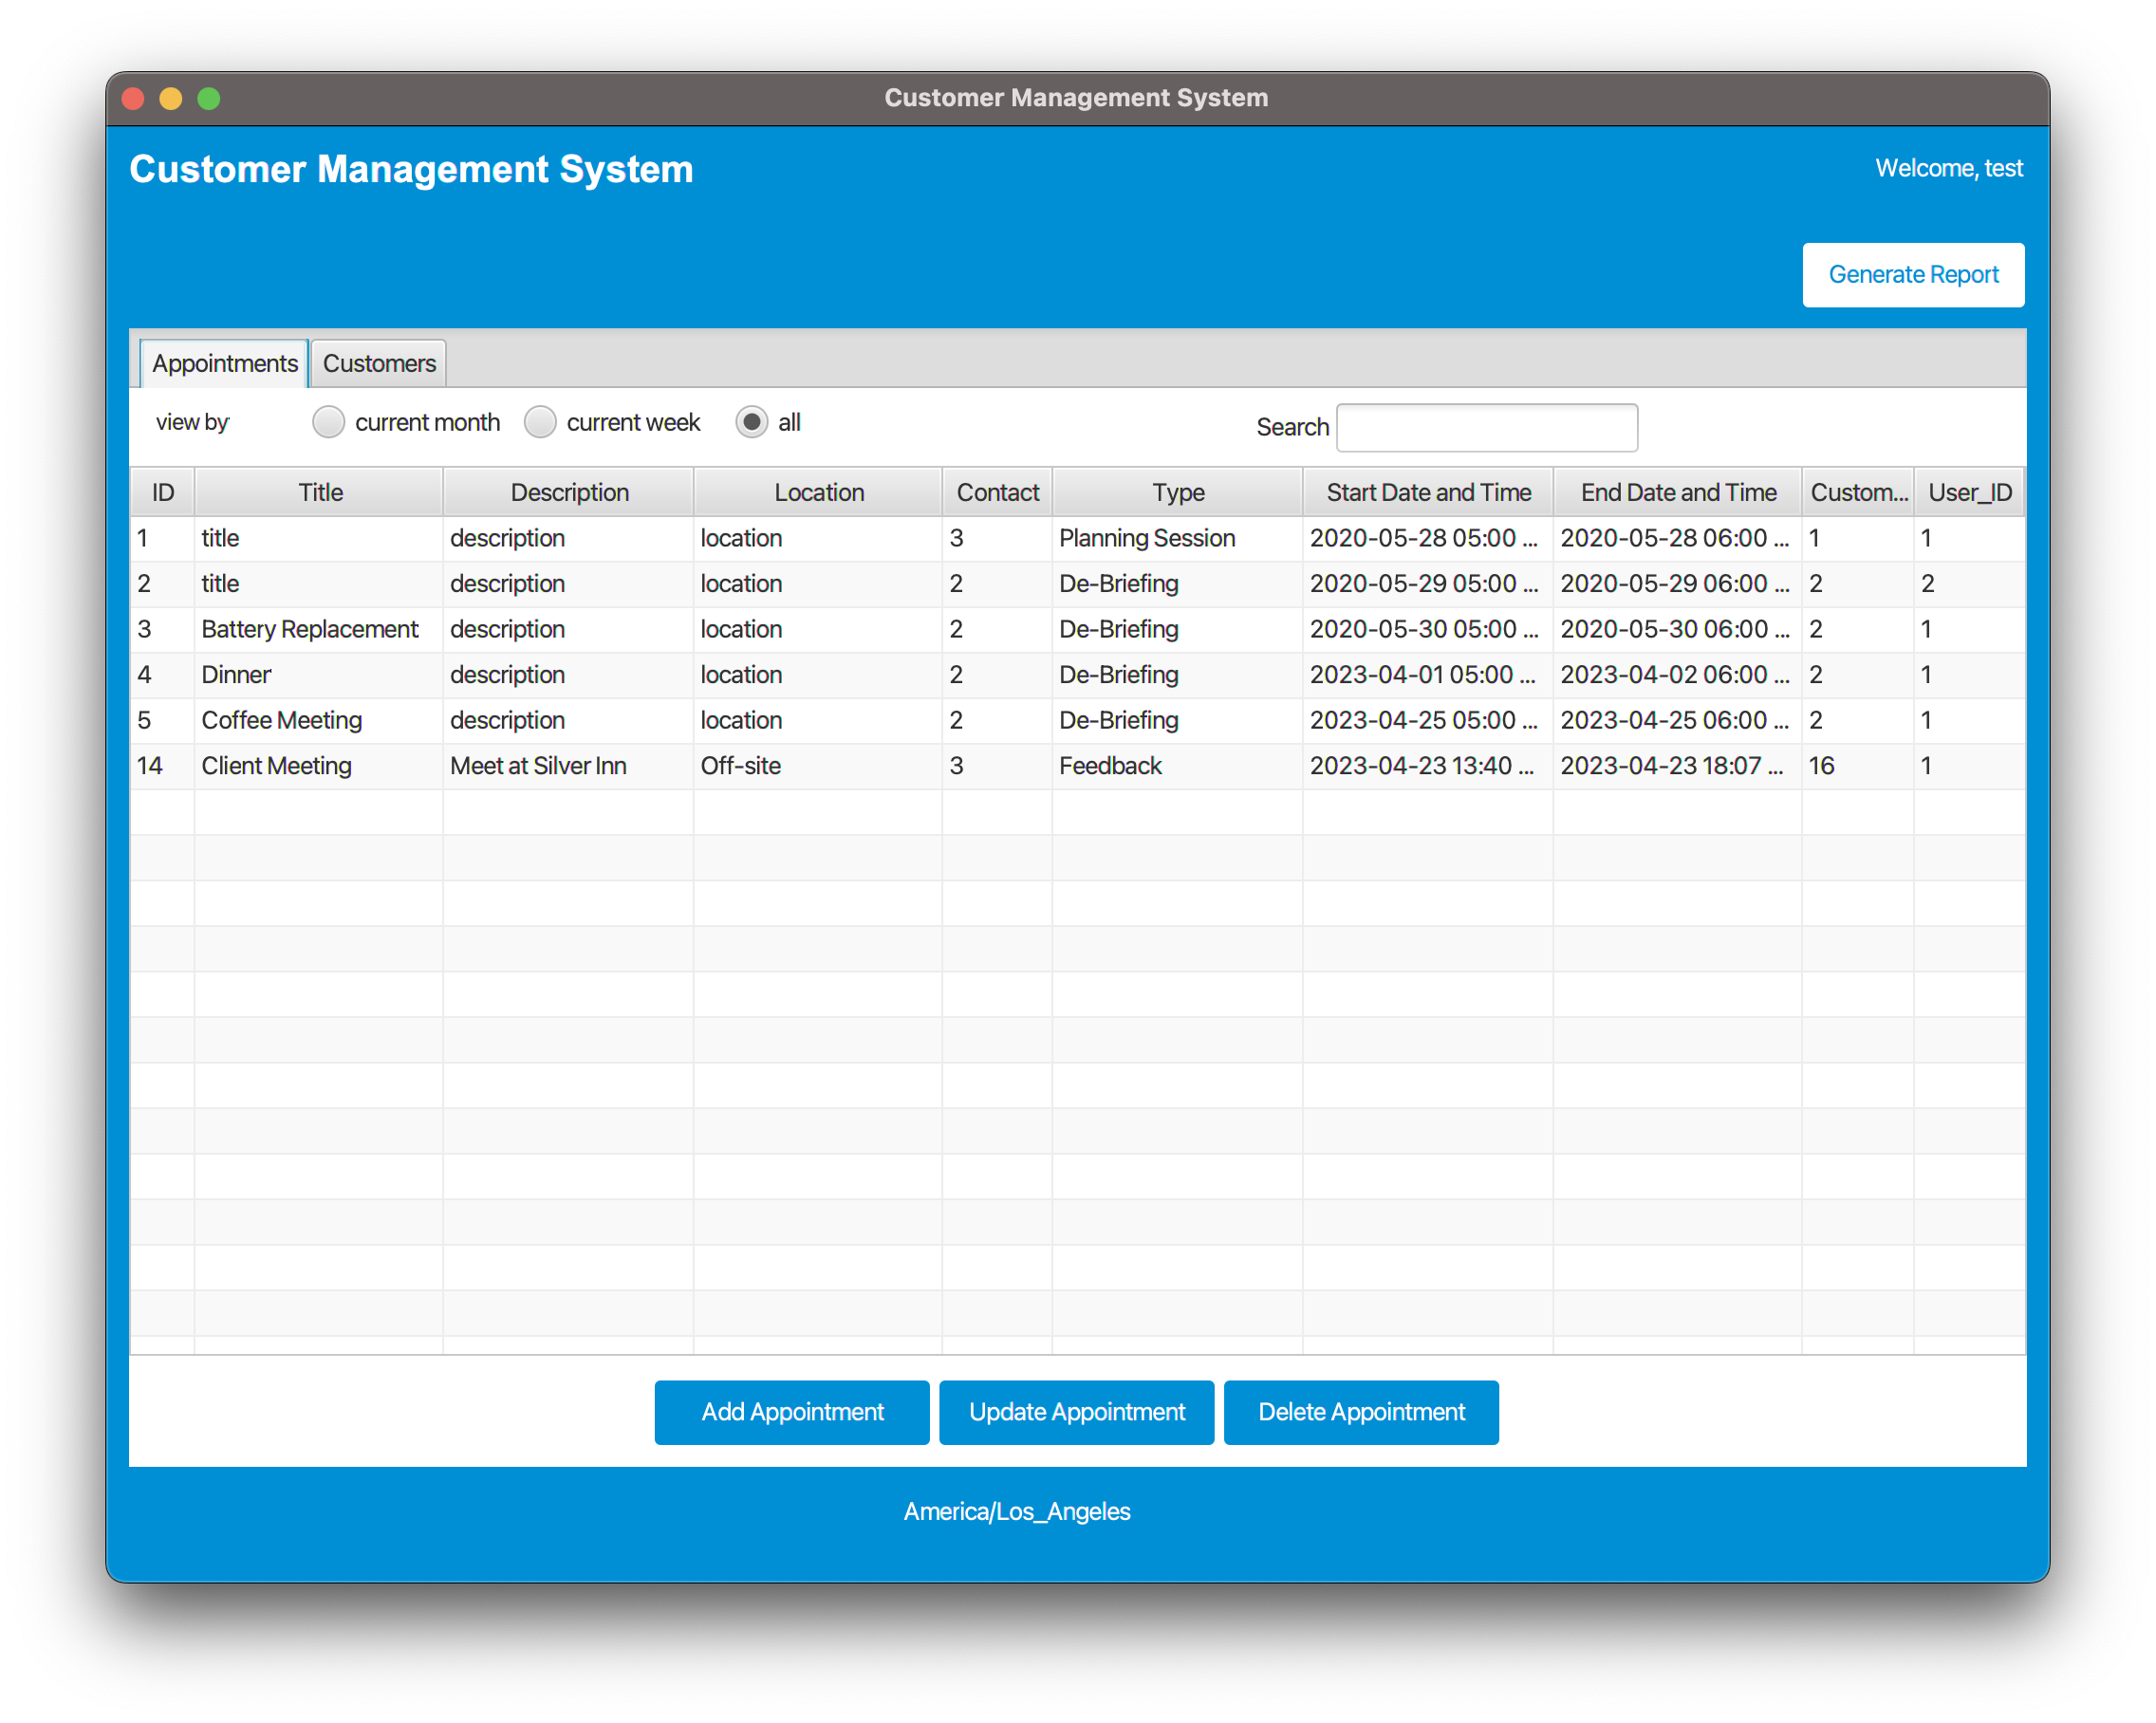 Customer Management System
Customer Management System
Welcome, test
Generate Report
Appointments Customers
view by current month current week all Search
ID Title Description Location Contact Type Start Date and Time End Date and Time Custom... User_ID
1 title description location 3 Planning Session 2020-05-28 05:00 ... 2020-05-28 06:00 ... 1 1
2 title description location 2 De-Briefing 2020-05-29 05:00 ... 2020-05-29 06:00 ... 2 2
3 Battery Replacement description location 2 De-Briefing 2020-05-30 05:00 ... 2020-05-30 06:00 ... 2 1
4 Dinner description location 2 De-Briefing 2023-04-01 05:00 ... 2023-04-02 06:00 ... 2 1
5 Coffee Meeting description location 2 De-Briefing 2023-04-25 05:00 ... 2023-04-25 06:00 ... 2 1
14 Client Meeting Meet at Silver Inn Off-site 3 Feedback 2023-04-23 13:40 ... 2023-04-23 18:07 ... 16 1
Add Appointment Update Appointment Delete Appointment
America/Los_Angeles